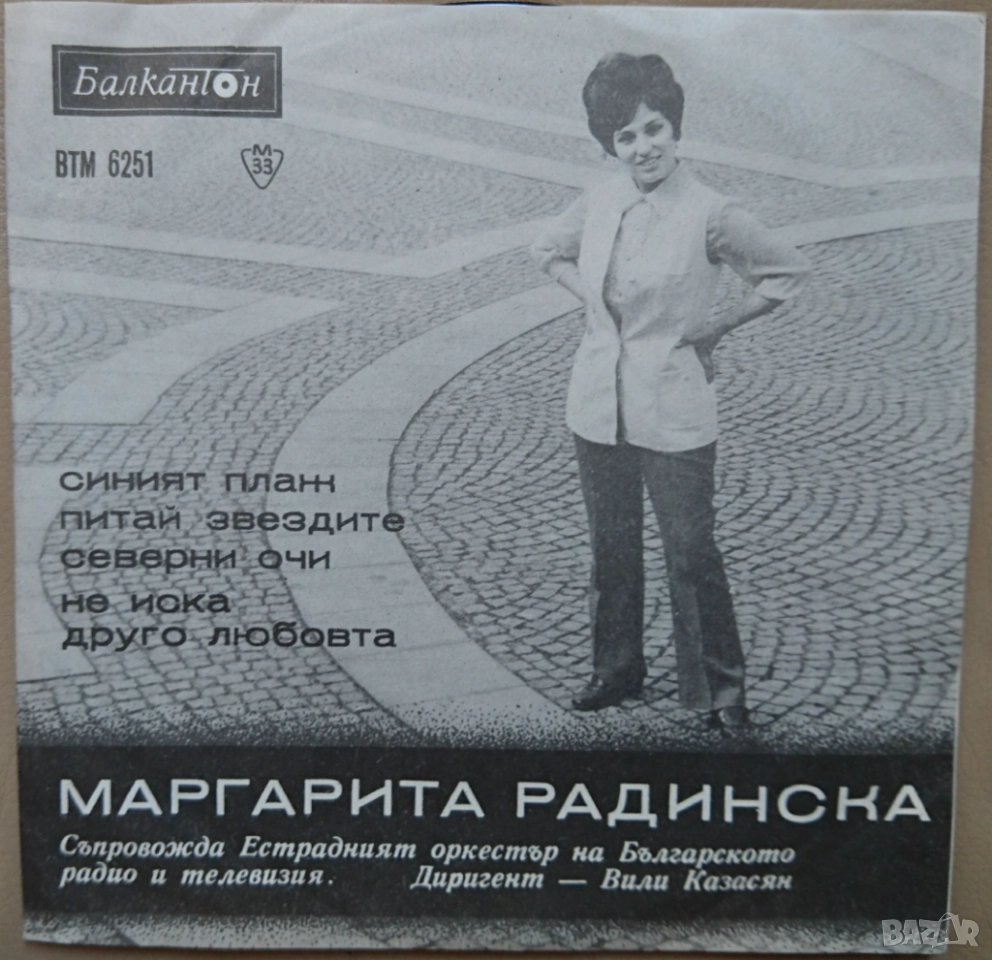 Балкантон
ВТМ 6251
М
33
синият плаж
питай звездите
северни очи
не иска
друго любовта
МАРГАРИТА РАДИНСКА
Съпровожда Естрадният оркестър на Българското
радио и телевизия. Диригент — Вили Казасян
BAZAR